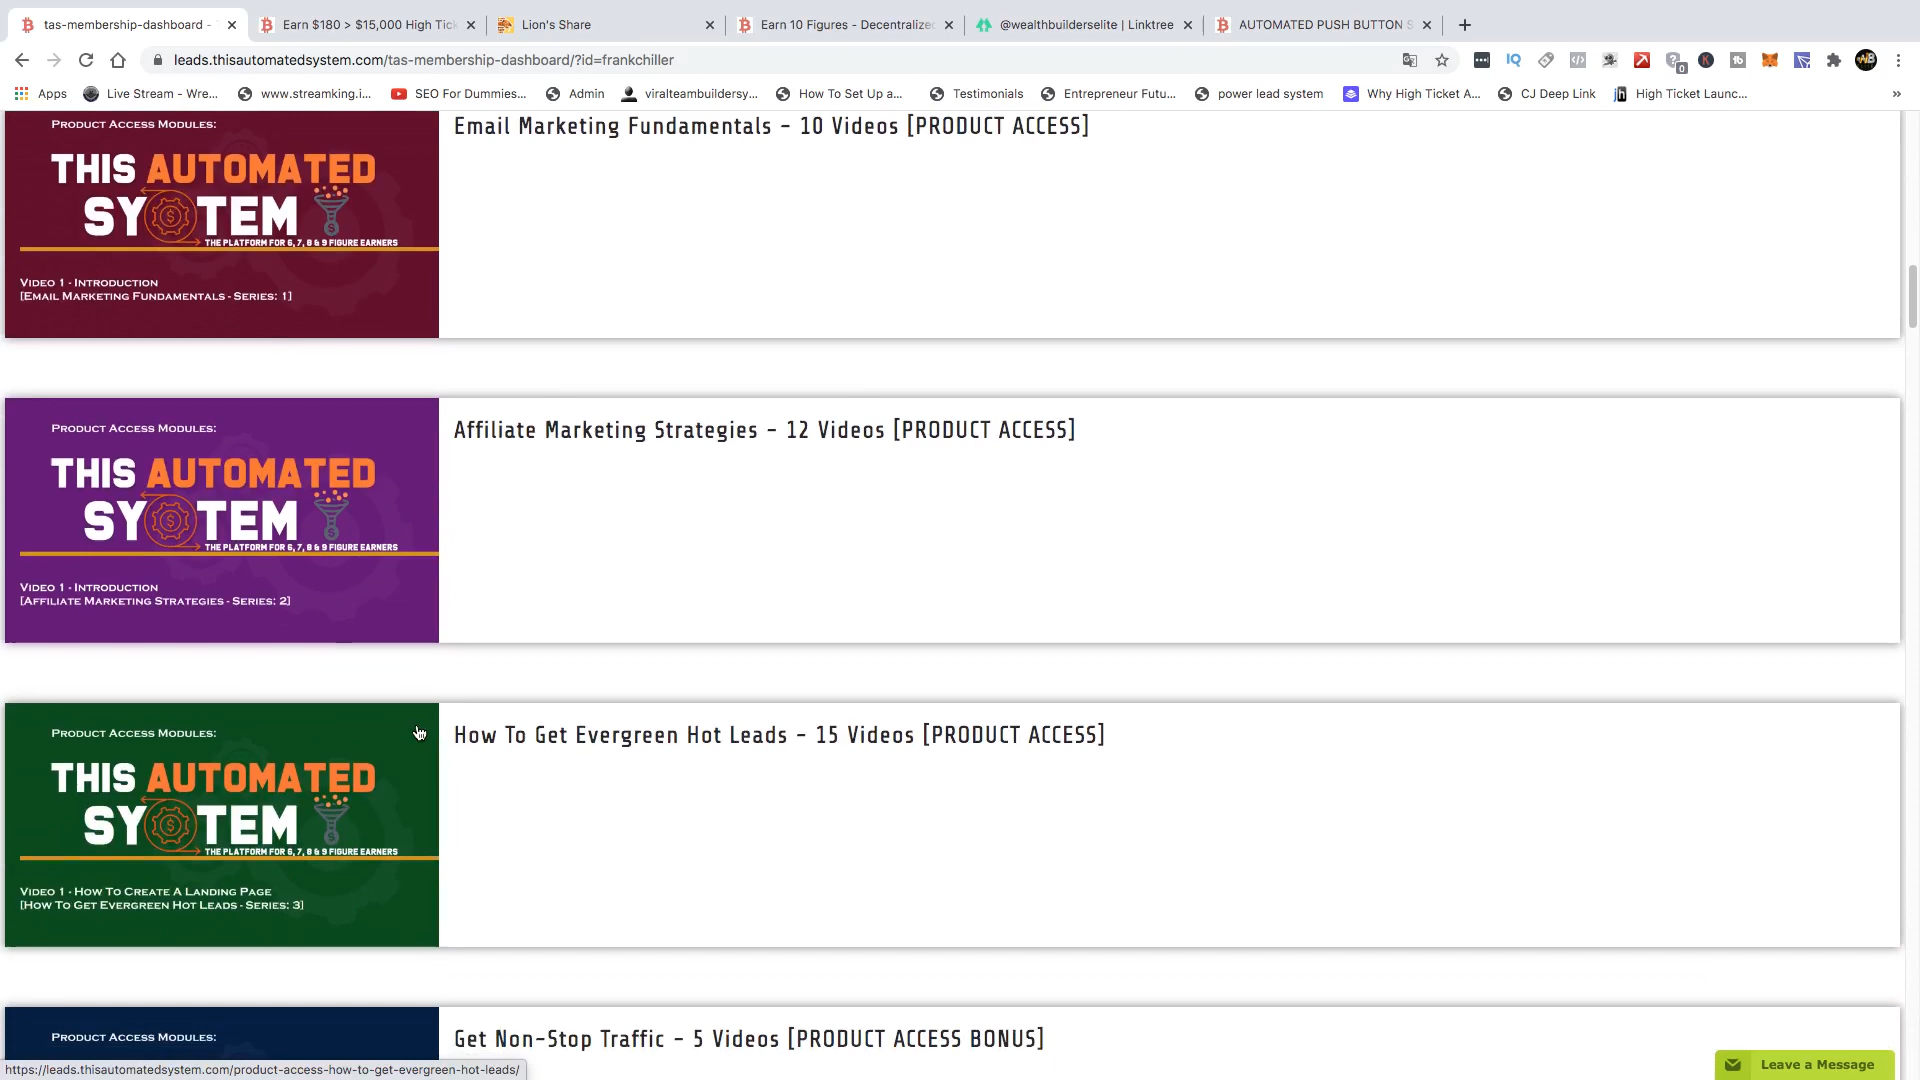 tas-membership-dashboard -
Earn $180 > $15,000 High Tick
Lion's Share
Earn 10 Figures - Decentralized
@wealthbuilderselite | Linktree
AUTOMATED PUSH BUTTON S
leads.thisautomatedsystem.com/tas-membership-dashboard/?id=frankchiller
Apps
Live Stream - Wre...
www.streamking.i...
SEO For Dummies...
Admin
viralteambuildersy...
How To Set Up a...
Testimonials
Entrepreneur Futu...
power lead system
Why High Ticket A...
CJ Deep Link
High Ticket Launc...
»
Product Access Modules:
THIS AUTOMATED
SYSTEM
THE PLATFORM FOR 6, 7, 8 & 9 FIGURE EARNERS
Video 1 - Introduction
[Email Marketing Fundamentals - Series: 1]
Email Marketing Fundamentals – 10 Videos [PRODUCT ACCESS]
Product Access Modules:
THIS AUTOMATED
SYSTEM
THE PLATFORM FOR 6, 7, 8 & 9 FIGURE EARNERS
Video 1 - Introduction
[Affiliate Marketing Strategies - Series: 2]
Affiliate Marketing Strategies – 12 Videos [PRODUCT ACCESS]
Product Access Modules:
THIS AUTOMATED
SYSTEM
THE PLATFORM FOR 6, 7, 8 & 9 FIGURE EARNERS
Video 1 - How To Create A Landing Page
[How To Get Evergreen Hot Leads - Series: 3]
How To Get Evergreen Hot Leads – 15 Videos [PRODUCT ACCESS]
Product Access Modules:
Get Non-Stop Traffic – 5 Videos [PRODUCT ACCESS BONUS]
https://leads.thisautomatedsystem.com/product-access-how-to-get-evergreen-hot-leads/
Leave a Message